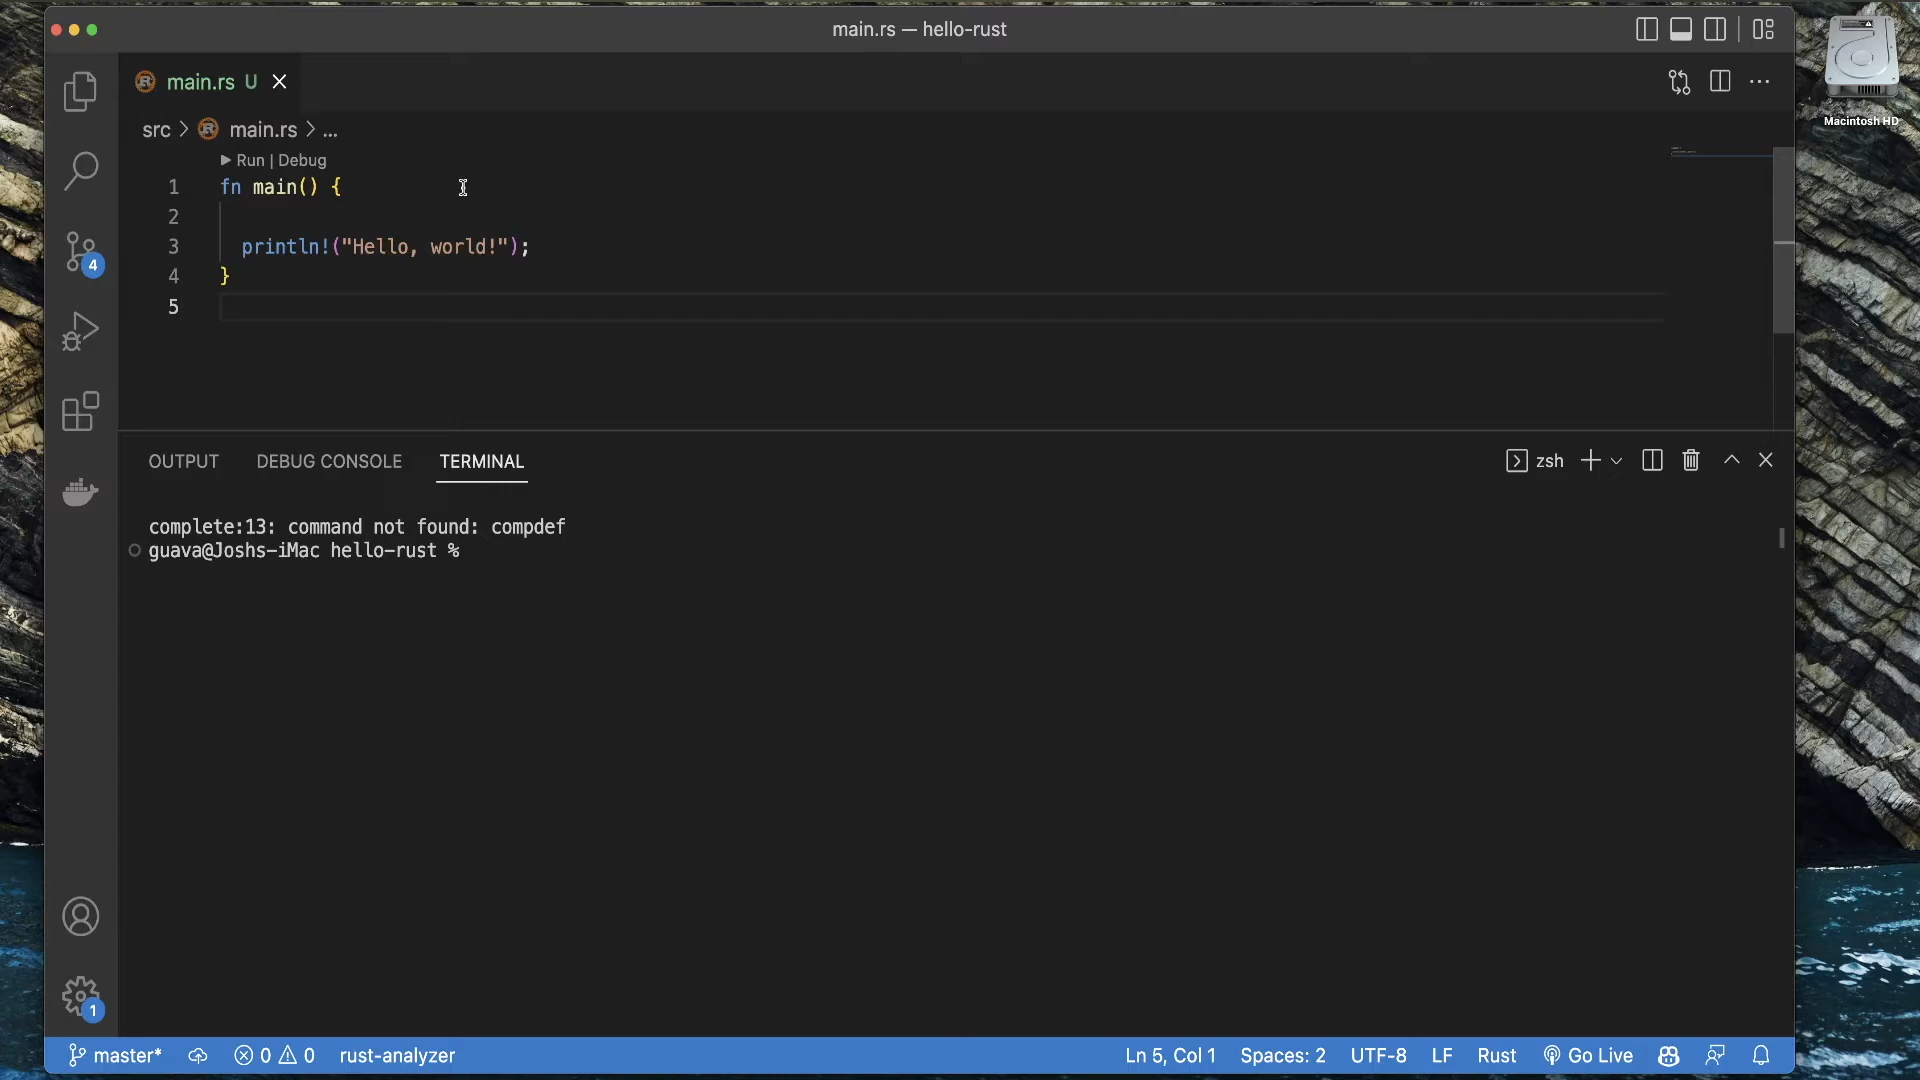 main.rs — hello-rust
main.rs U
src > main.rs > ...
Run | Debug
1 fn main() {
2
3 println!("Hello, world!");
4 }
5
Macintosh HD
4
OUTPUT DEBUG CONSOLE TERMINAL
zsh
complete:13: command not found: compdef
guava@Joshs-iMac hello-rust %
1
master* 0 0 rust-analyzer Ln 5, Col 1 Spaces: 2 UTF-8 LF Rust Go Live